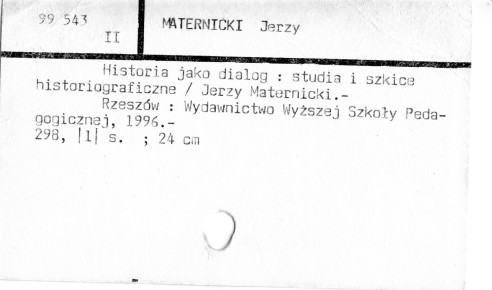 99 543
II
MATERNICKI Jerzy
Historia jako dialog : studia i szkice
historiograficzne / Jerzy Maternicki.-
Rzeszów : Wydawnictwo Wyższej Szkoły Peda-
gogicznej, 1996.-
298, |1| s. ; 24 cm